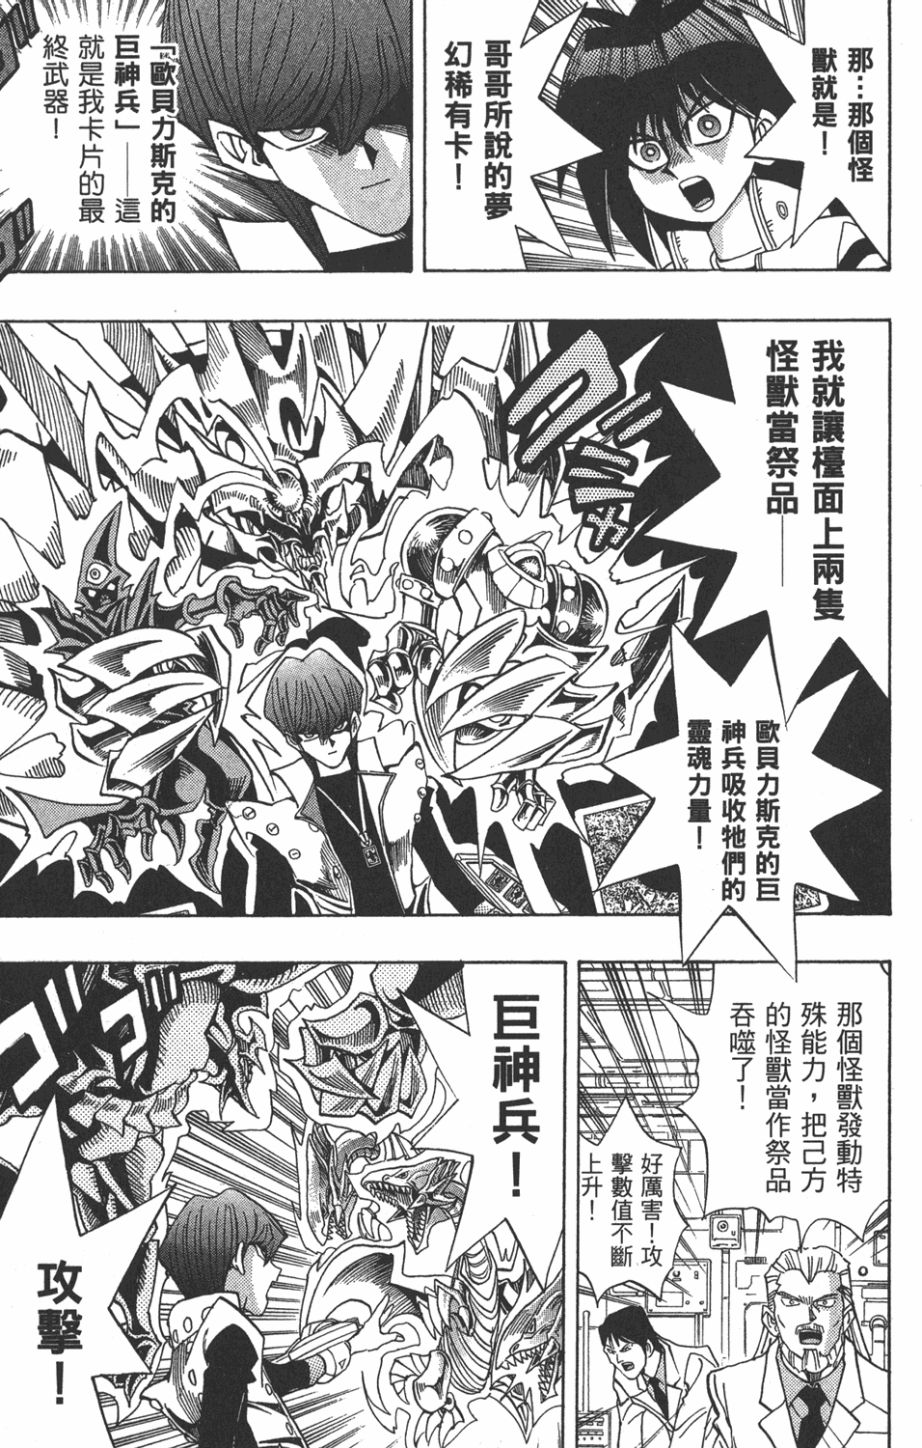 那…那個怪
獸就是！
哥哥所說的夢
幻稀有卡！
「歐貝力斯克的
巨神兵」——這
就是我卡片的最
終武器！
我就讓檯面上兩隻
怪獸當祭品——
歐貝力斯克的巨
神兵吸收牠們的
靈魂力量！
那個怪獸發動特
殊能力，把己方
的怪獸當作祭品
吞噬了！
好厲害！攻
擊數值不斷
上升！
巨神兵！
攻擊！